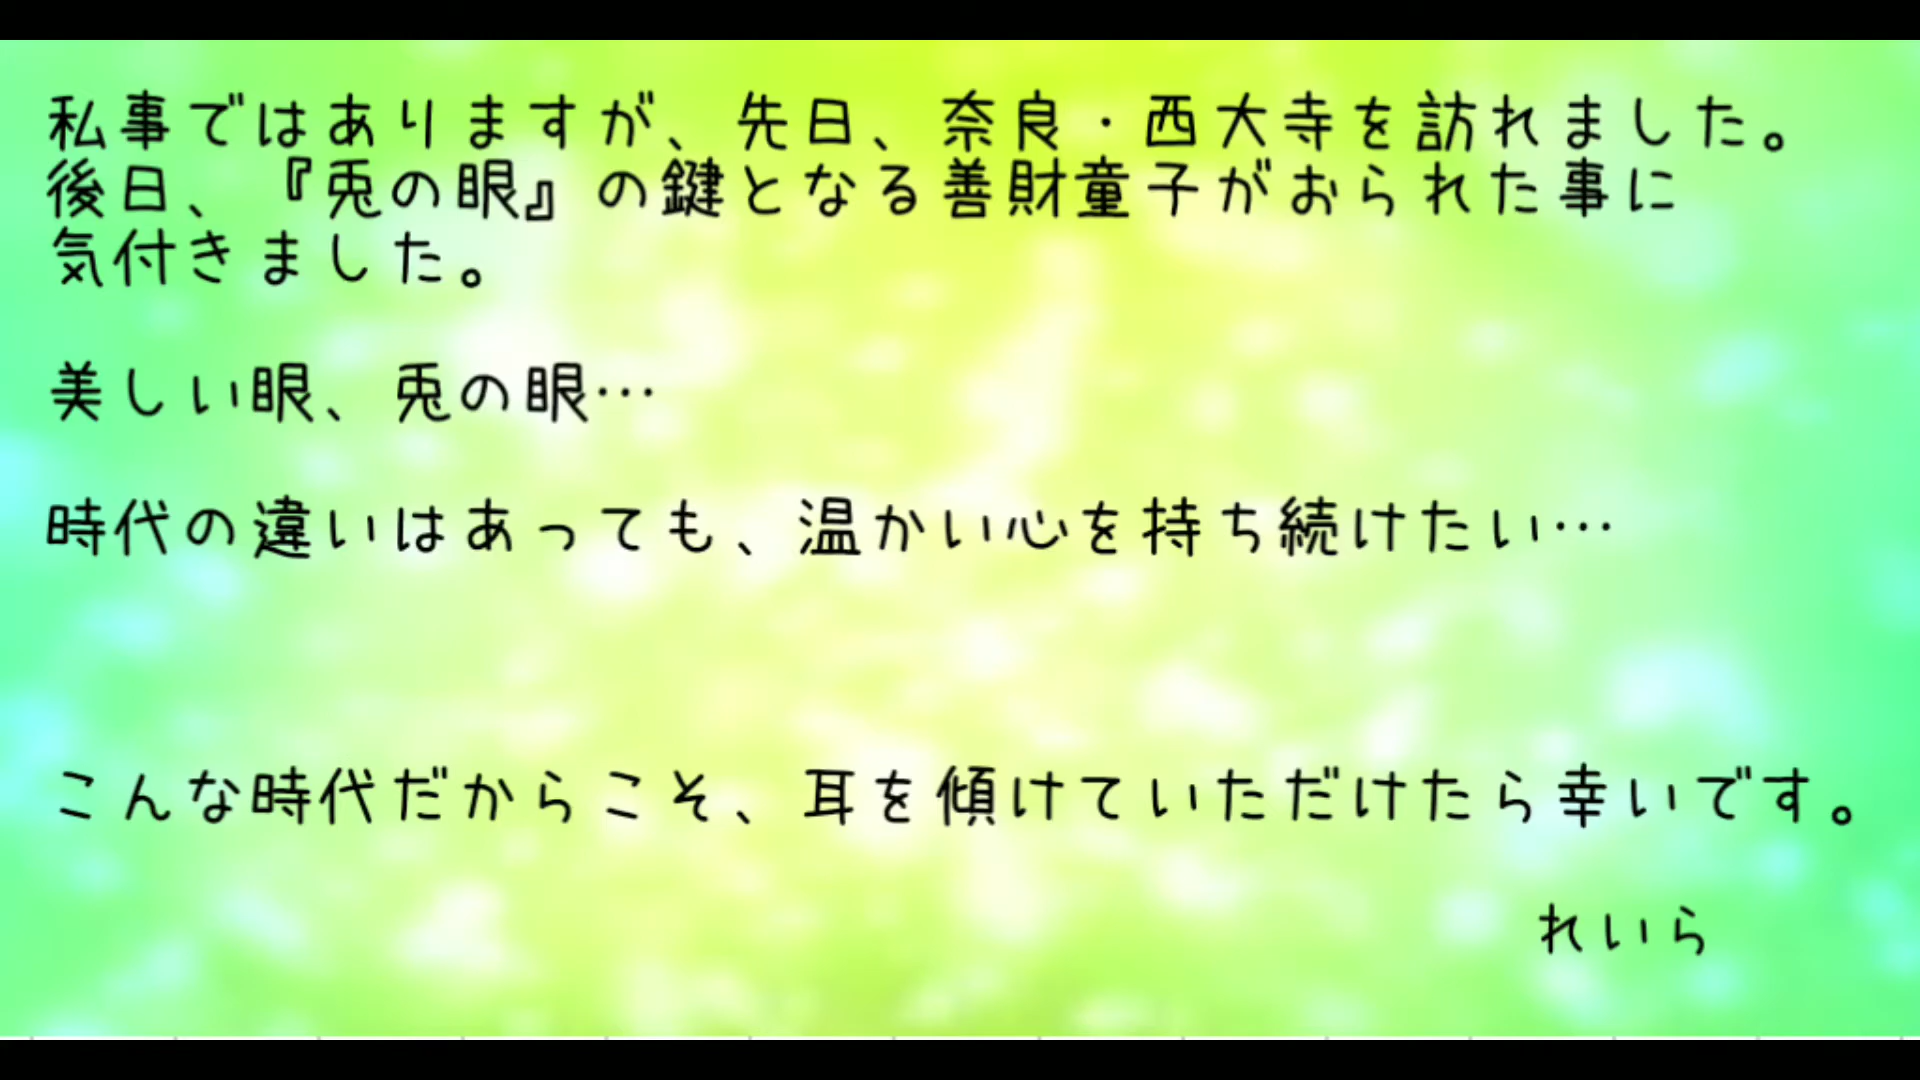 私事ではありますが、先日、奈良・西大寺を訪れました。
後日、『兎の眼』の鍵となる善財童子がおられた事に
気付きました。
美しい眼、兎の眼…
時代の違いはあっても、温かい心を持ち続けたい…
こんな時代だからこそ、耳を傾けていただけたら幸いです。
れいら